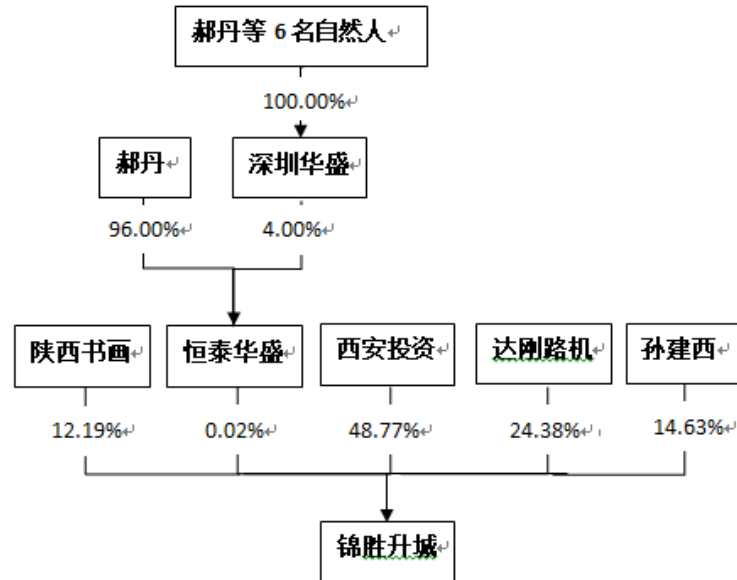 郝丹等 6 名自然人
100.00%
郝丹
深圳华盛
96.00%
4.00%
陕西书画
恒泰华盛
西安投资
达刚路机
孙建西
12.19%
0.02%
48.77%
24.38%
14.63%
锦胜升城